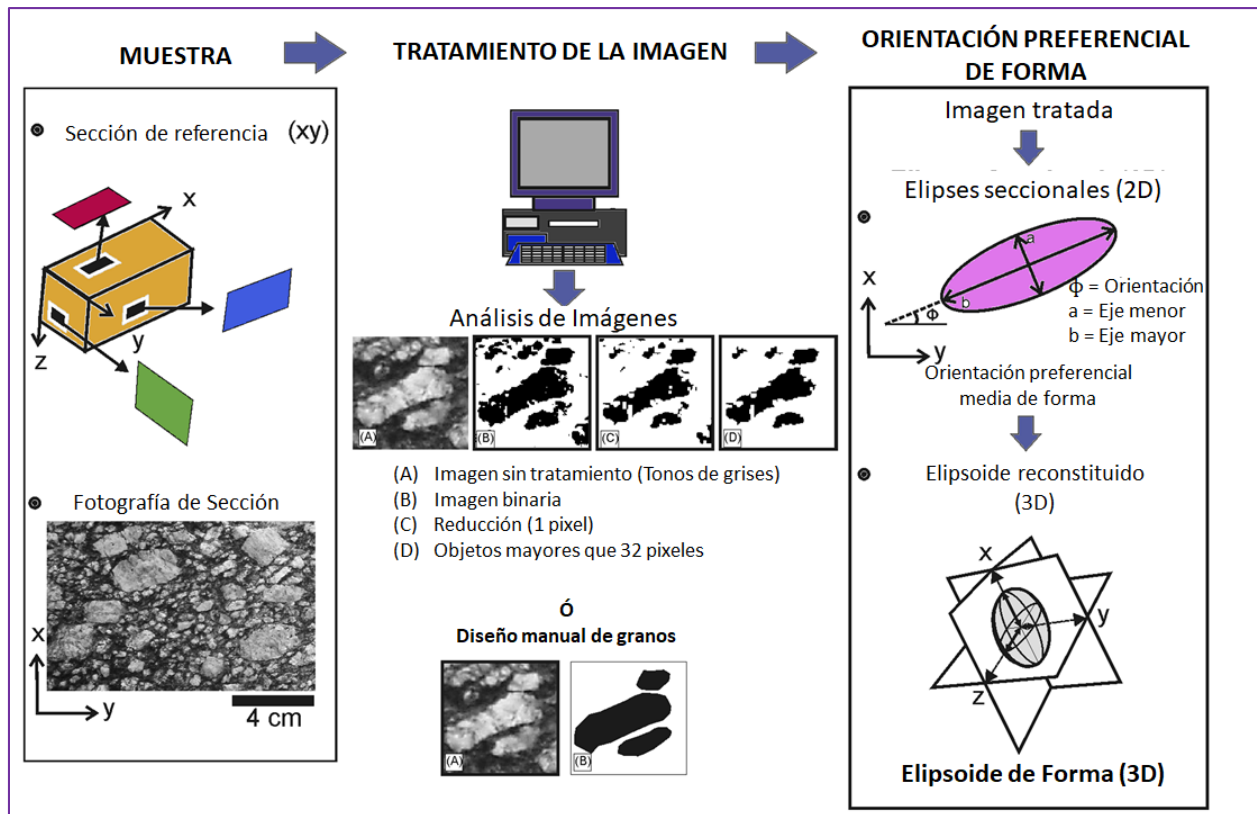 MUESTRA
TRATAMIENTO DE LA IMAGEN
ORIENTACIÓN PREFERENCIAL
DE FORMA
Sección de referencia (xy)
x
y
z
Fotografía de Sección
x
y
4 cm
Análisis de Imágenes
(A)
(B)
(C)
(D)
(A) Imagen sin tratamiento (Tonos de grises)
(B) Imagen binaria
(C) Reducción (1 pixel)
(D) Objetos mayores que 32 pixeles
Ó
Diseño manual de granos
(A)
(B)
Imagen tratada
Elipses seccionales (2D)
a
b
x
ϕ
y
ϕ = Orientación
a = Eje menor
b = Eje mayor
Orientación preferencial
media de forma
Elipsoide reconstituido
(3D)
x
y
z
Elipsoide de Forma (3D)